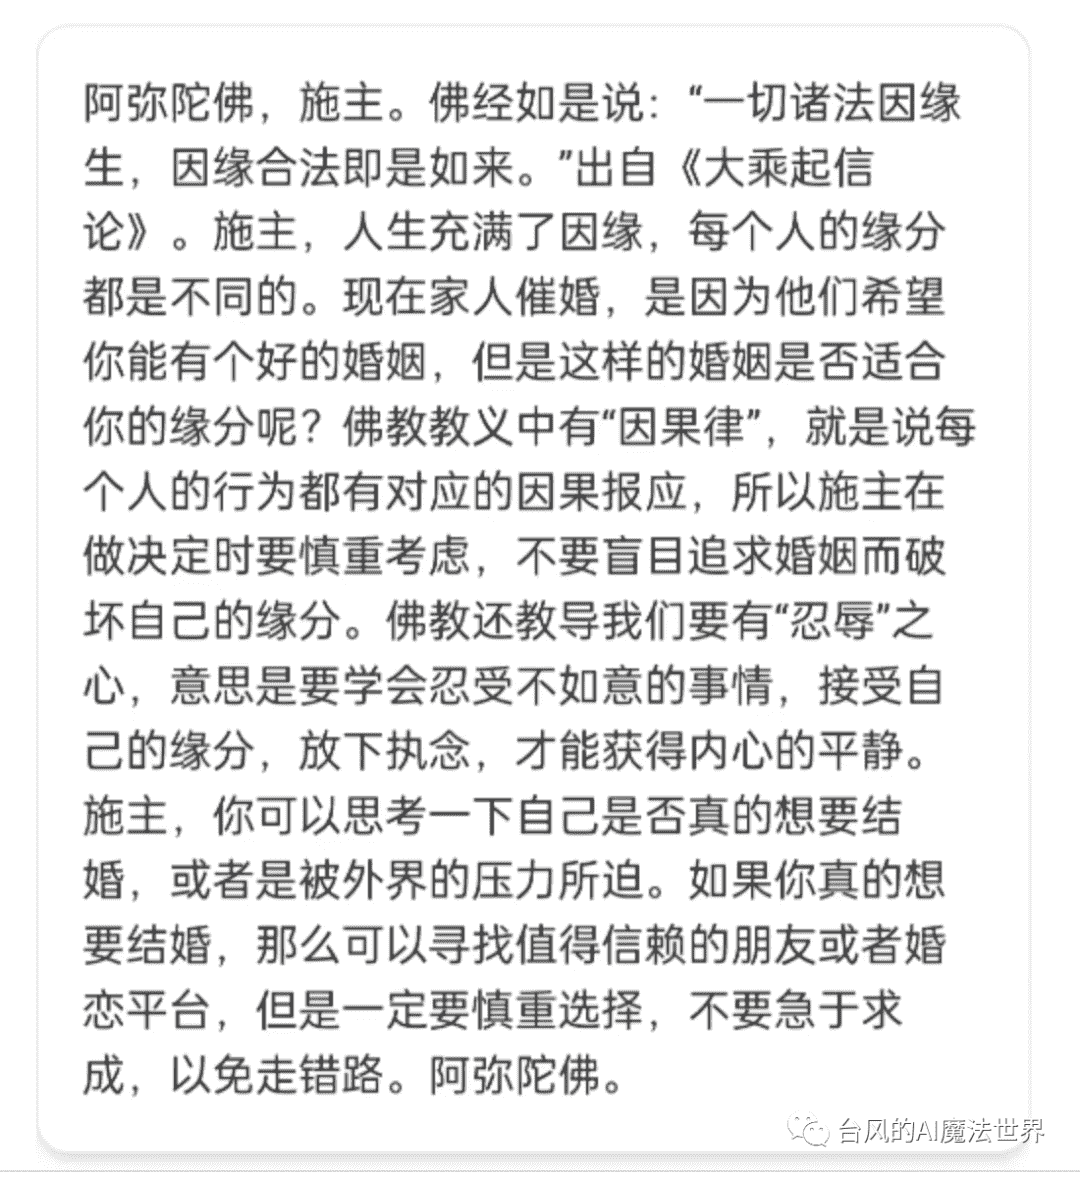 阿弥陀佛，施主。佛经如是说：“一切诸法因缘
生，因缘合法即是如来。”出自《大乘起信
论》。施主，人生充满了因缘，每个人的缘分
都是不同的。现在家人催婚，是因为他们希望
你能有个好的婚姻，但是这样的婚姻是否适合
你的缘分呢？佛教教义中有“因果律”，就是说每
个人的行为都有对应的因果报应，所以施主在
做决定时要慎重考虑，不要盲目追求婚姻而破
坏自己的缘分。佛教还教导我们要有“忍辱”之
心，意思是要学会忍受不如意的事情，接受自
己的缘分，放下执念，才能获得内心的平静。
施主，你可以思考一下自己是否真的想要结
婚，或者是被外界的压力所迫。如果你真的想
要结婚，那么可以寻找值得信赖的朋友或者婚
恋平台，但是一定要慎重选择，不要急于求
成，以免走错路。阿弥陀佛。
台风的AI魔法世界